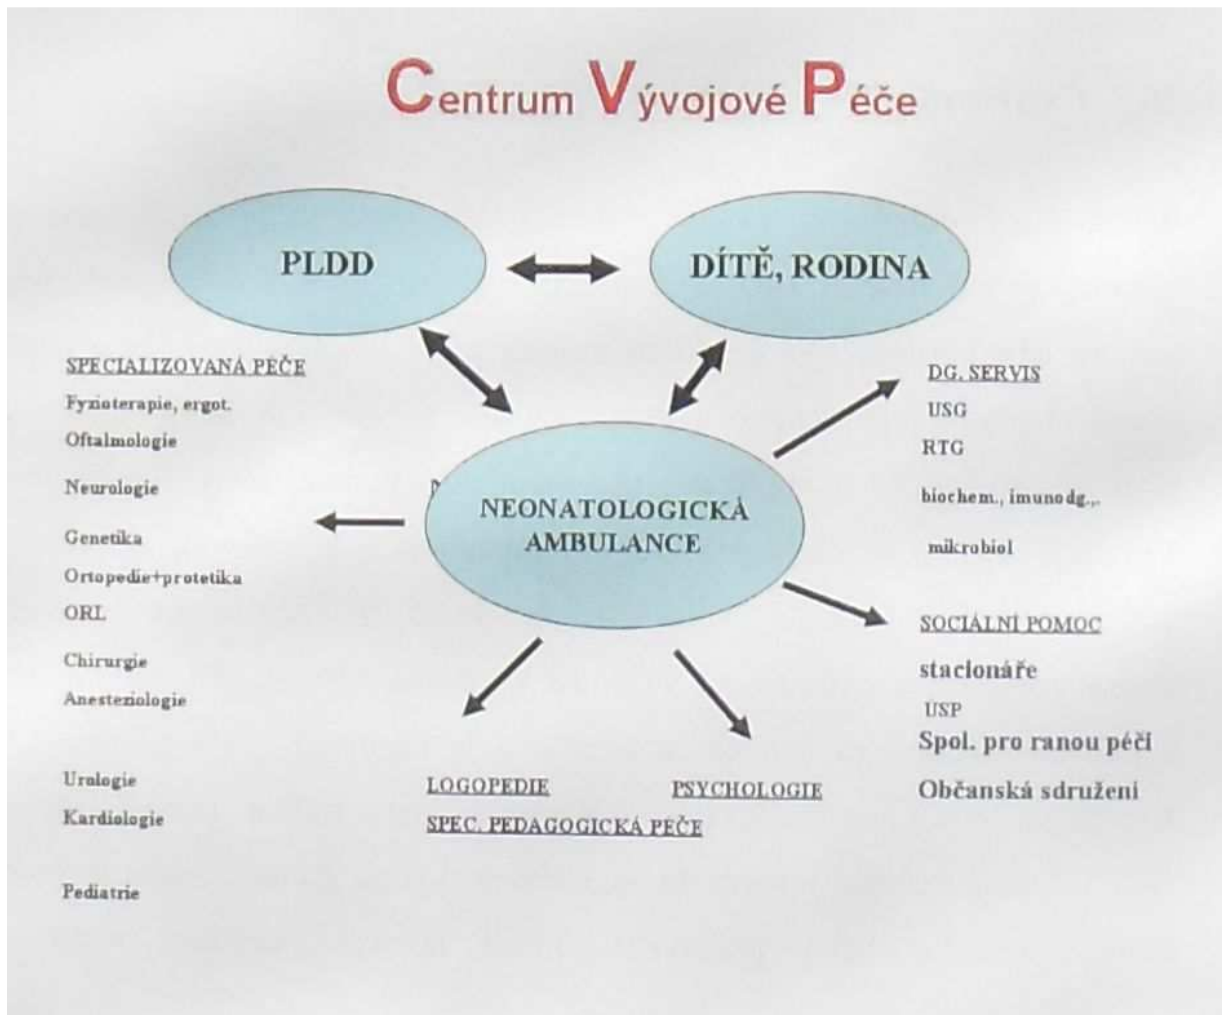 Centrum Vývojové Péče
PLDD
DÍTĚ, RODINA
SPECIALIZOVANÁ PÉČE
Fyzioterapie, ergot.
Oftalmologie
Neurologie
Genetika
Ortopedie+protetika
ORL
Chirurgie
Anesteziologie
Urologie
Kardiologie
Pediatrie
NEONATOLOGICKÁ
AMBULANCE
LOGOPEDIE
SPEC. PEDAGOGICKÁ PÉČE
PSYCHOLOGIE
DG. SERVIS
USG
RTG
biochem., imunodg.,.
mikrobiol
SOCIÁLNÍ POMOC
stacionáře
ÚSP
Spol. pro ranou péči
Občanská sdružení